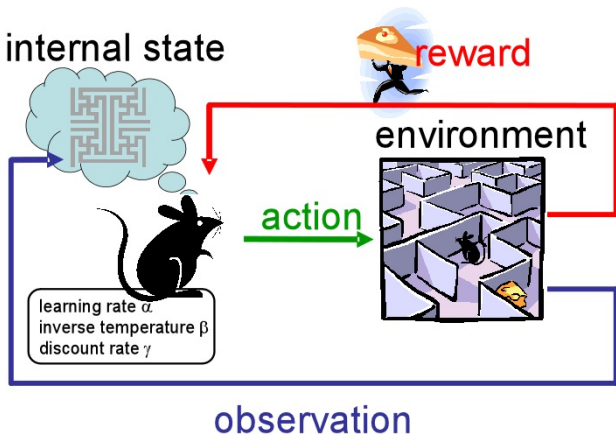 internal state
reward
environment
action
learning rate α
inverse temperature β
discount rate γ
observation